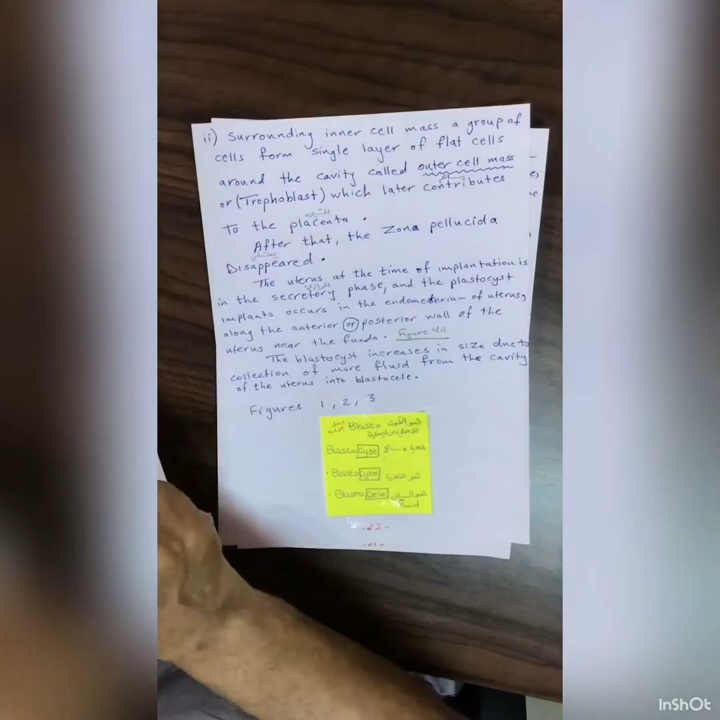 ii) Surrounding inner cell mass a group of
cells form single layer of flat cells
around the cavity called outer cell mass
or (Trophoblast) which later contributes
To the placenta.
After that, the Zona pellucida
Disappeared.
The uterus at the time of implantation is
in the secretory phase, and the plastocyst
implants occurs in the endometrium of uterus,
along the anterior or posterior wall of the
uterus near the funda. Figure 4A
The blastocyst increases in size due to
collection of more fluid from the cavity
of the uterus into blastocele.
Figures 1, 2, 3
Blasto
Blasto cyst
• Blasto cyte
• Blasto cele
InShOt